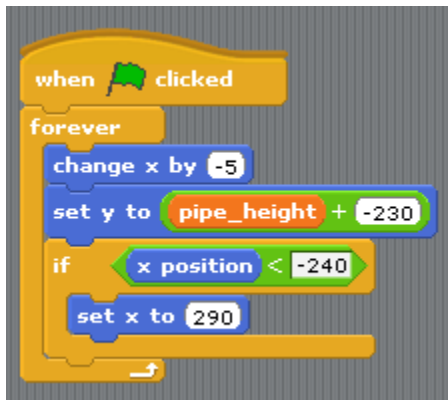 when clicked
forever
change x by -5
set y to pipe_height + -230
if x position < -240
set x to 290